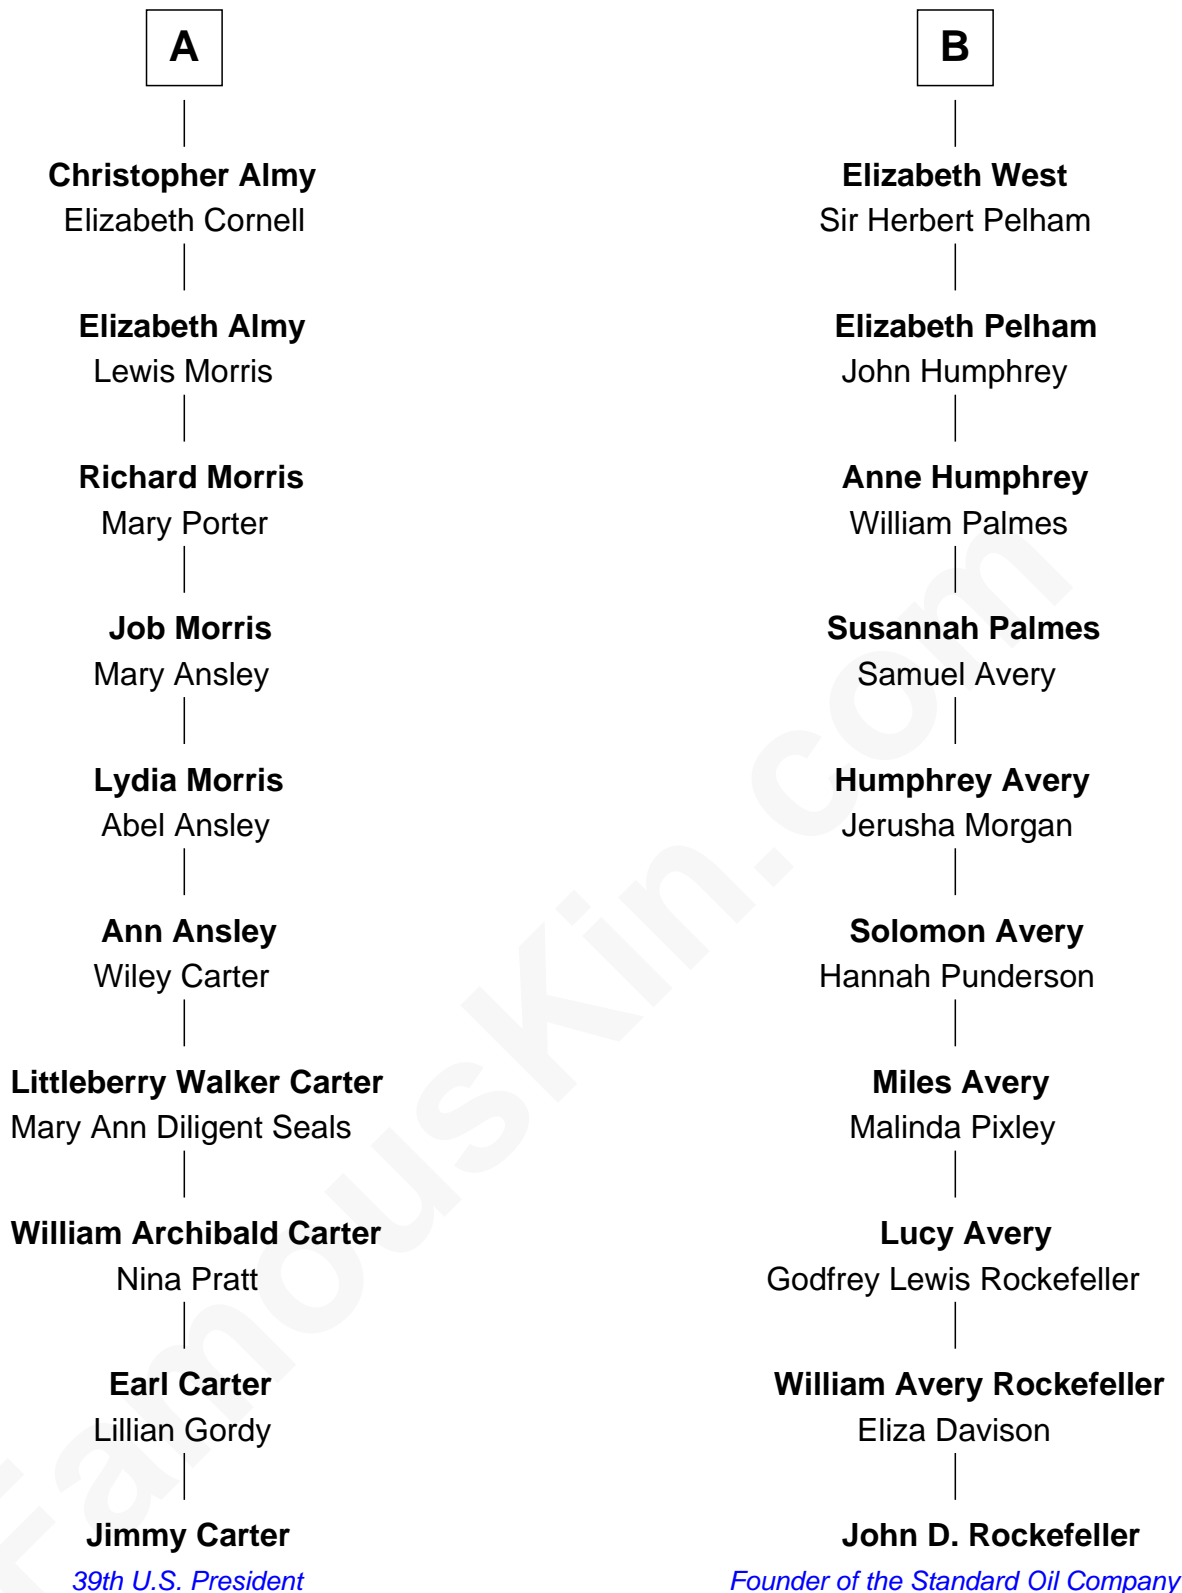 A
Christopher Almy
Elizabeth Cornell
Elizabeth Almy
Lewis Morris
Richard Morris
Mary Porter
Job Morris
Mary Ansley
Lydia Morris
Abel Ansley
Ann Ansley
Wiley Carter
Littleberry Walker Carter
Mary Ann Diligent Seals
William Archibald Carter
Nina Pratt
Earl Carter
Lillian Gordy
Jimmy Carter
39th U.S. President
B
Elizabeth West
Sir Herbert Pelham
Elizabeth Pelham
John Humphrey
Anne Humphrey
William Palmes
Susannah Palmes
Samuel Avery
Humphrey Avery
Jerusha Morgan
Solomon Avery
Hannah Punderson
Miles Avery
Malinda Pixley
Lucy Avery
Godfrey Lewis Rockefeller
William Avery Rockefeller
Eliza Davison
John D. Rockefeller
Founder of the Standard Oil Company
FamousKin.com